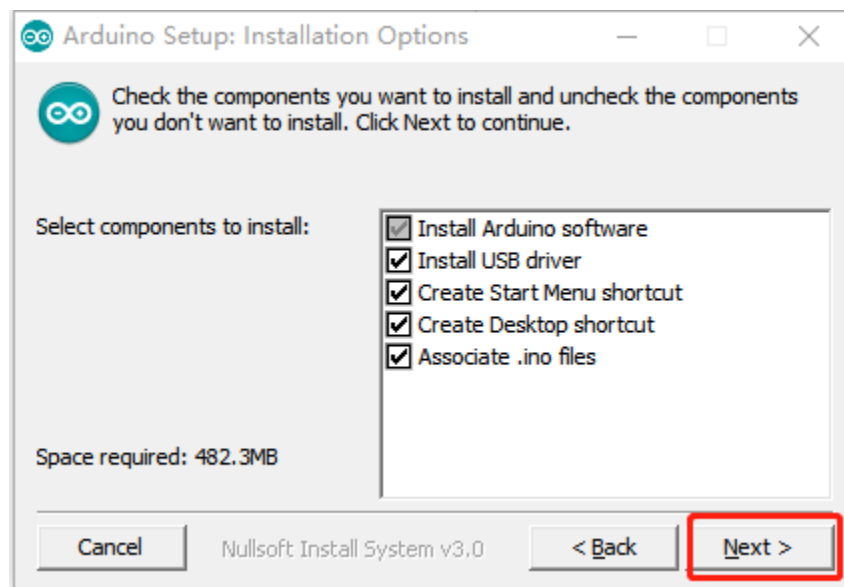 Arduino Setup: Installation Options
Check the components you want to install and uncheck the components
you don't want to install. Click Next to continue.
Select components to install:
Install Arduino software
Install USB driver
Create Start Menu shortcut
Create Desktop shortcut
Associate .ino files
Space required: 482.3MB
Cancel
Nullsoft Install System v3.0
< Back
Next >